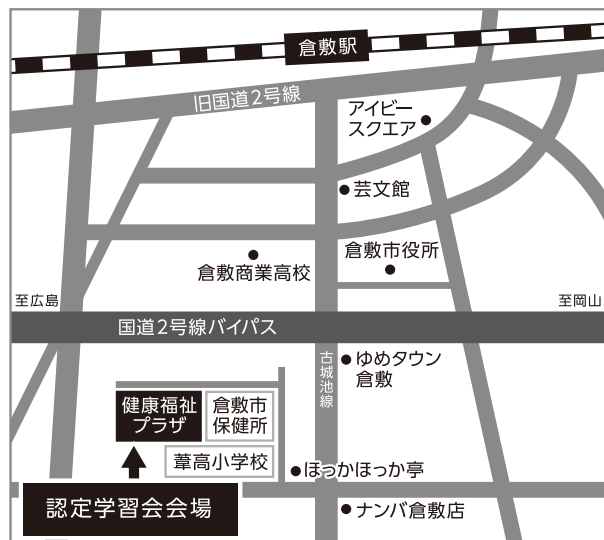 倉敷駅
旧国道2号線
アイビー
スクエア
芸文館
倉敷市役所
倉敷商業高校
至広島
至岡山
国道2号線バイパス
古城池線
ゆめタウン
倉敷
健康福祉
プラザ
倉敷市
保健所
葦高小学校
ほっかほっか亭
認定学習会会場
ナンバ倉敷店